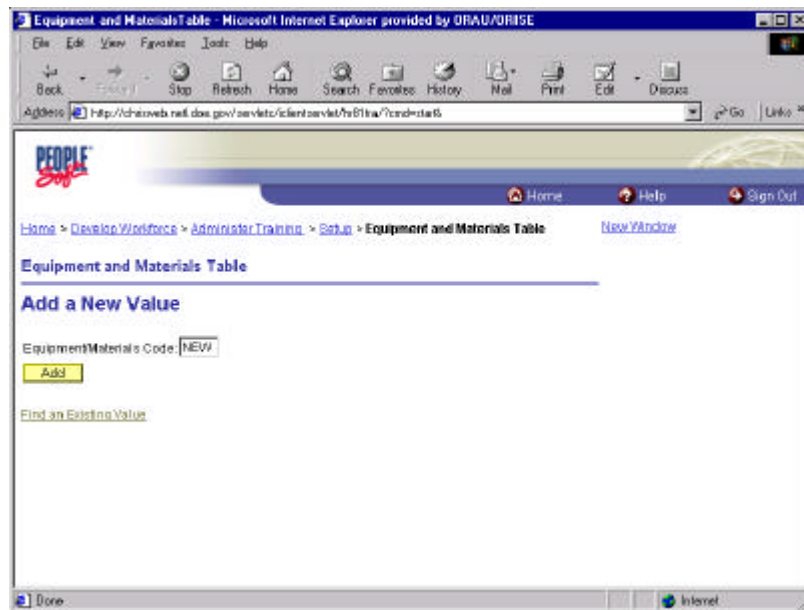 Equipment and Materials Table - Microsoft Internet Explorer provided by ORAU/ORISE
File Edit View Favorites Tools Help
Back Forward Stop Refresh Home Search Favorites History Mail Print Edit Discuss
Address Go Links »
PEOPLE
Soft
Home Help Sign Out
Home > Develop Workforce > Administer Training > Setup > Equipment and Materials Table New Window
Equipment and Materials Table
Add a New Value
Equipment/Materials Code: NEW
Add
Find an Existing Value
Done Internet